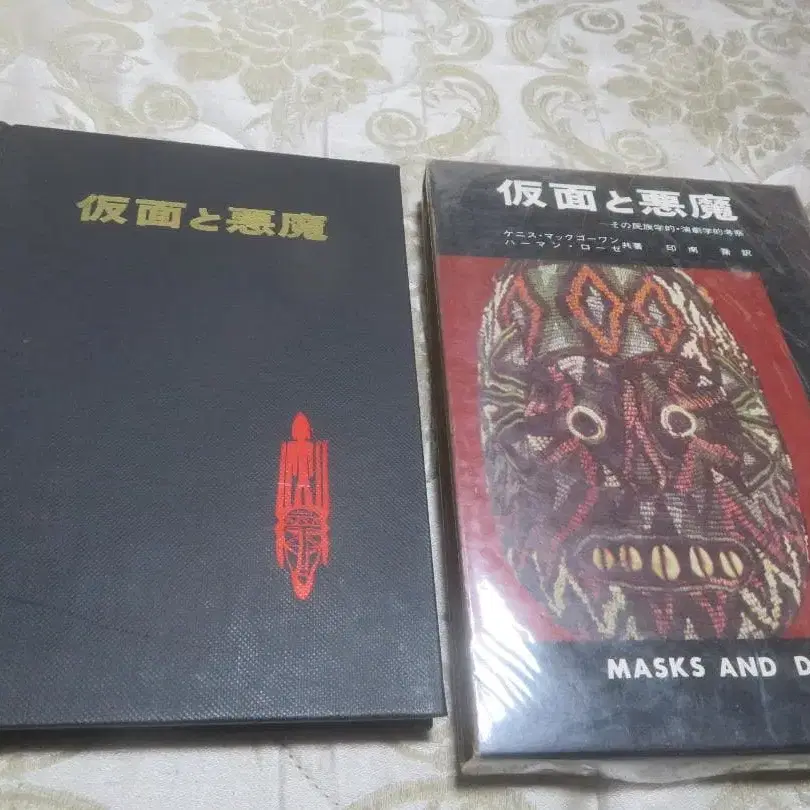 仮面と悪魔
仮面と悪魔
─その民族学的・演劇学的考察
ケニス・マックゴーワン
ハーマン・ローゼ 共著 印南 訳
MASKS AND D